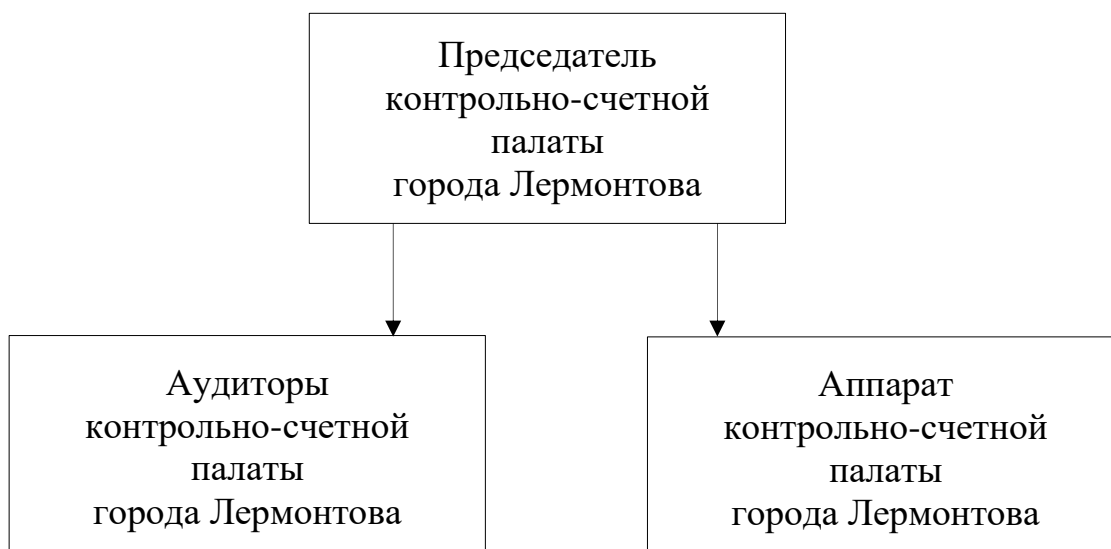 Председатель
контрольно-счетной
палаты
города Лермонтова
Аудиторы
контрольно-счетной
палаты
города Лермонтова
Аппарат
контрольно-счетной
палаты
города Лермонтова